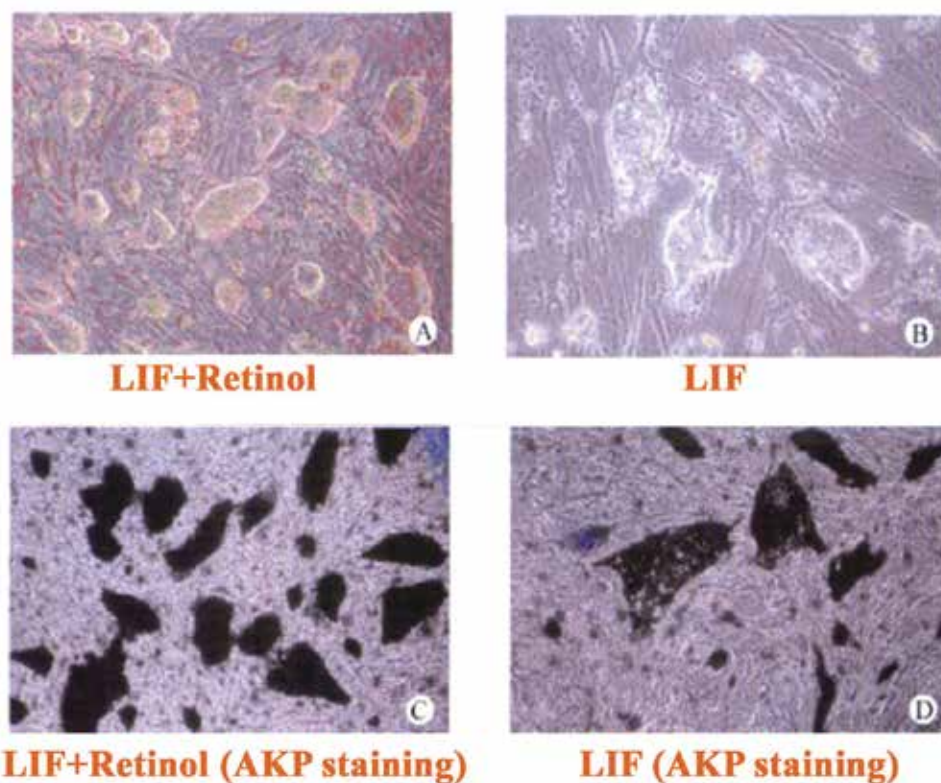 A
B
LIF+Retinol
LIF
C
D
LIF+Retinol (AKP staining)
LIF (AKP staining)